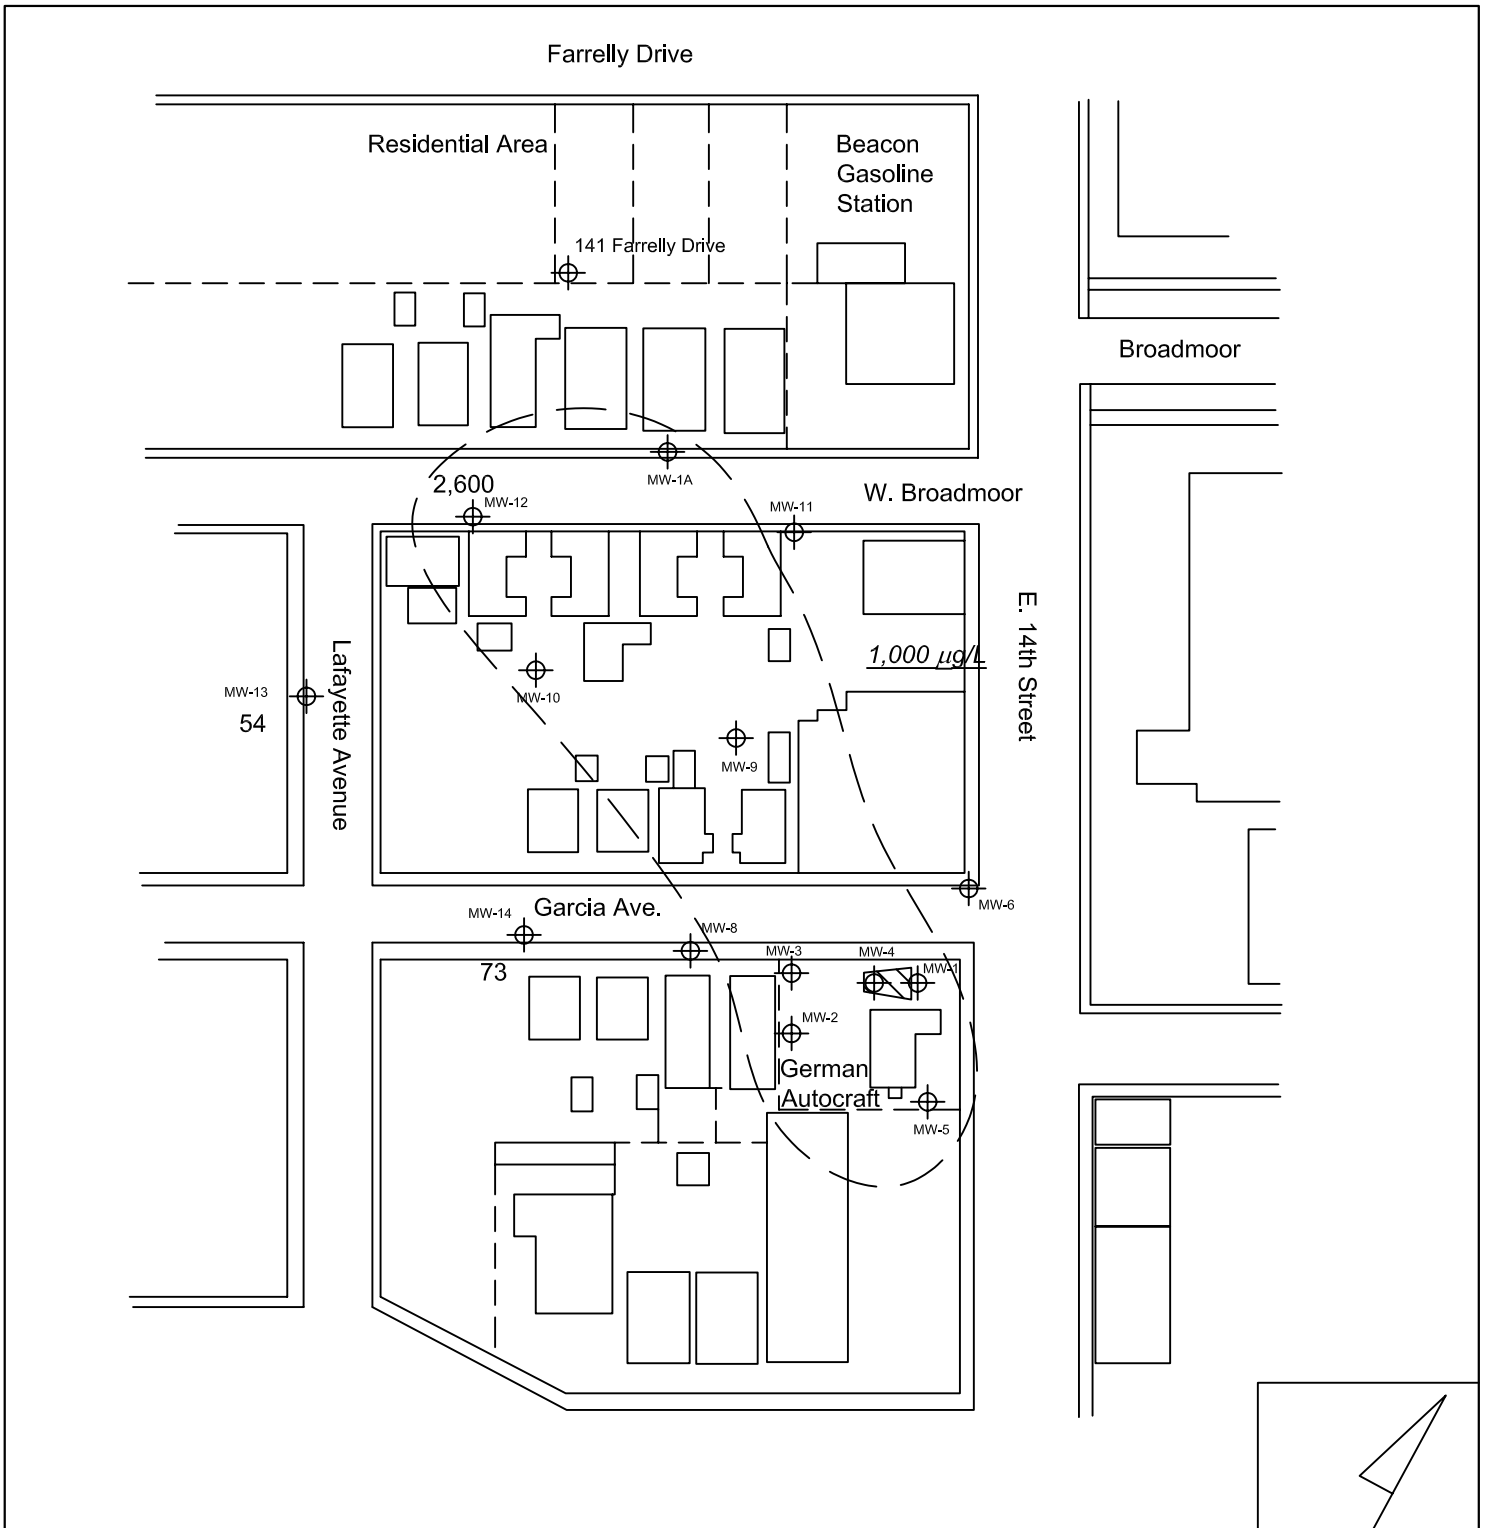 Farrelly Drive
Residential Area
Beacon
Gasoline
Station
141 Farrelly Drive
Broadmoor
MW-1A
2,600
MW-12
W. Broadmoor
MW-11
E. 14th Street
1,000 µg/L
Lafayette Avenue
MW-13
MW-10
54
MW-9
MW-6
Garcia Ave.
MW-14
MW-8
73
MW-3
MW-4
MW-1
MW-2
German
Autocraft
MW-5